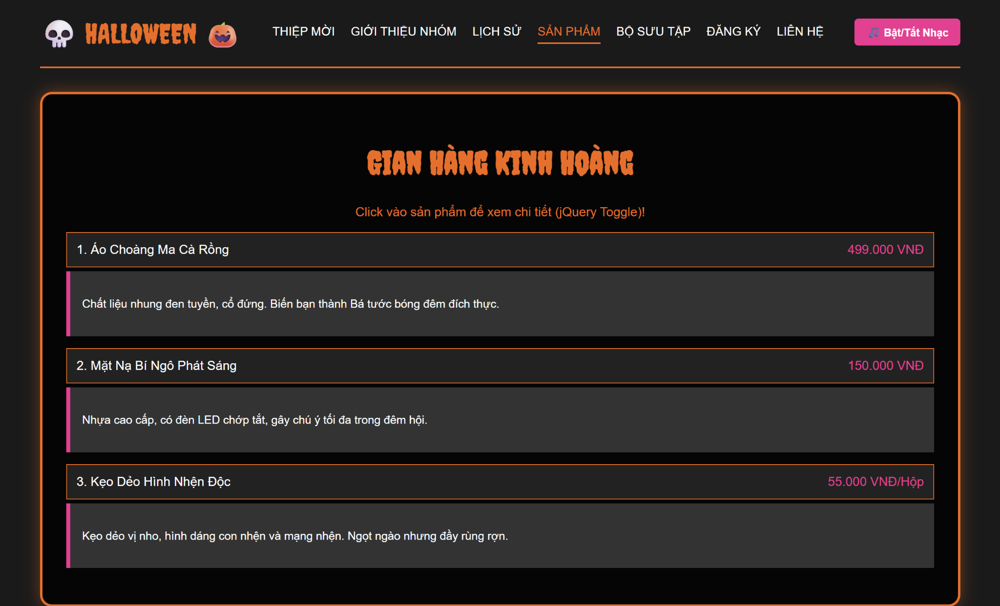 HALLOWEEN
THIỆP MỜI GIỚI THIỆU NHÓM LỊCH SỬ SẢN PHẨM BỘ SƯU TẬP ĐĂNG KÝ LIÊN HỆ
Bật/Tắt Nhạc
GIAN HÀNG KINH HOÀNG
Click vào sản phẩm để xem chi tiết (jQuery Toggle)!
1. Áo Choàng Ma Cà Rồng 499.000 VNĐ
Chất liệu nhung đen tuyền, cổ đứng. Biến bạn thành Bá tước bóng đêm đích thực.
2. Mặt Nạ Bí Ngô Phát Sáng 150.000 VNĐ
Nhựa cao cấp, có đèn LED chớp tắt, gây chú ý tối đa trong đêm hội.
3. Kẹo Dẻo Hình Nhện Độc 55.000 VNĐ/Hộp
Kẹo dẻo vị nho, hình dáng con nhện và mạng nhện. Ngọt ngào nhưng đầy rùng rợn.